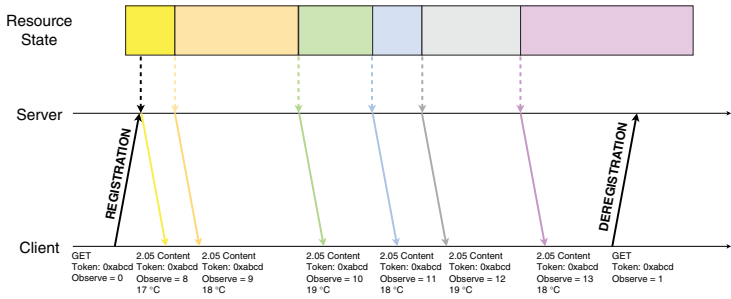 Resource
State
Server
REGISTRATION
DEREGISTRATION
Client
GET
Token: 0xabcd
Observe = 0
2.05 Content
Token: 0xabcd
Observe = 8
17 °C
2.05 Content
Token: 0xabcd
Observe = 9
18 °C
2.05 Content
Token: 0xabcd
Observe = 10
19 °C
2.05 Content
Token: 0xabcd
Observe = 11
18 °C
2.05 Content
Token: 0xabcd
Observe = 12
19 °C
2.05 Content
Token: 0xabcd
Observe = 13
18 °C
GET
Token: 0xabcd
Observe = 1